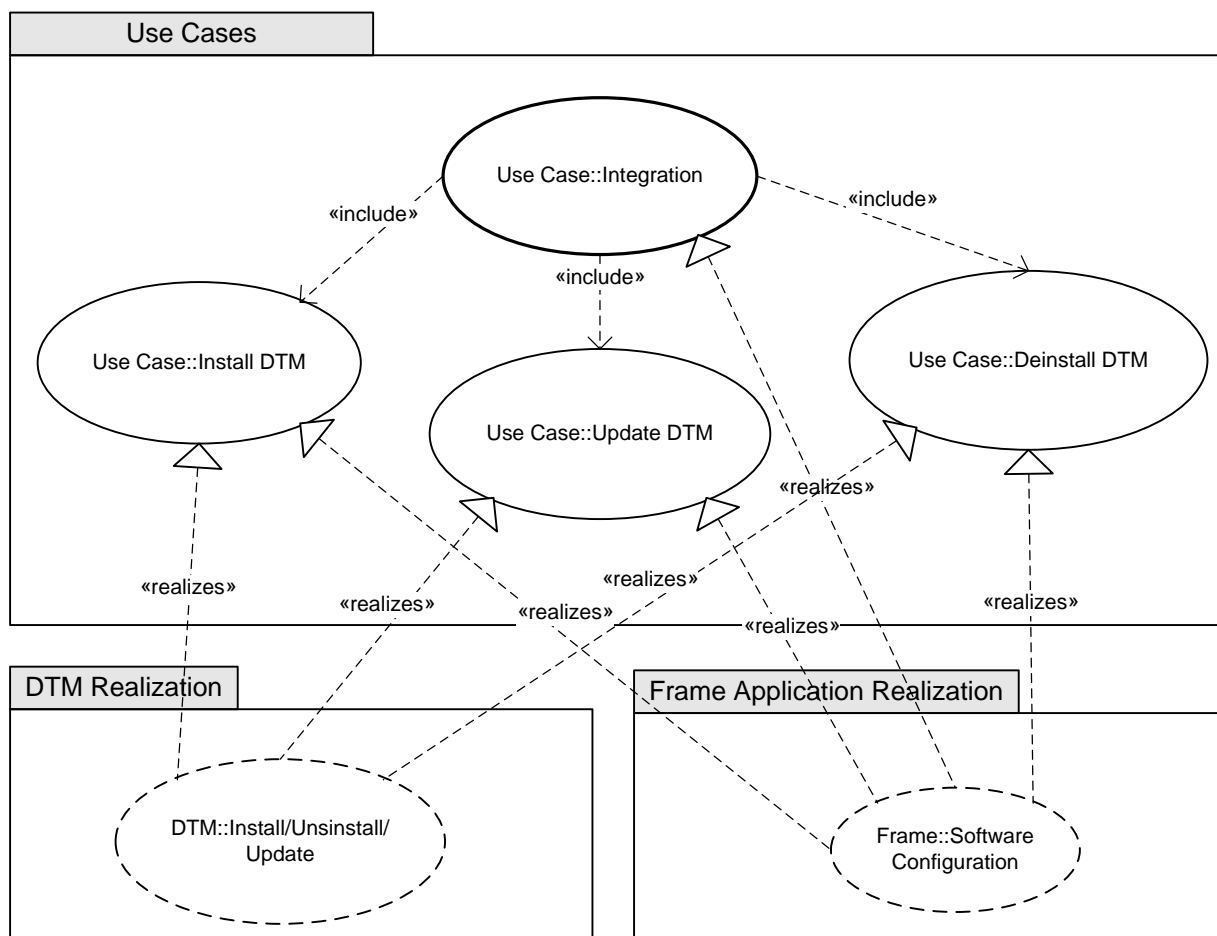 Use Cases
Use Case::Integration
«include»
«include»
«include»
Use Case::Install DTM
Use Case::Update DTM
Use Case::Deinstall DTM
«realizes»
«realizes»
«realizes»
«realizes»
«realizes»
«realizes»
«realizes»
DTM Realization
Frame Application Realization
DTM::Install/Unsinstall/
Update
Frame::Software
Configuration